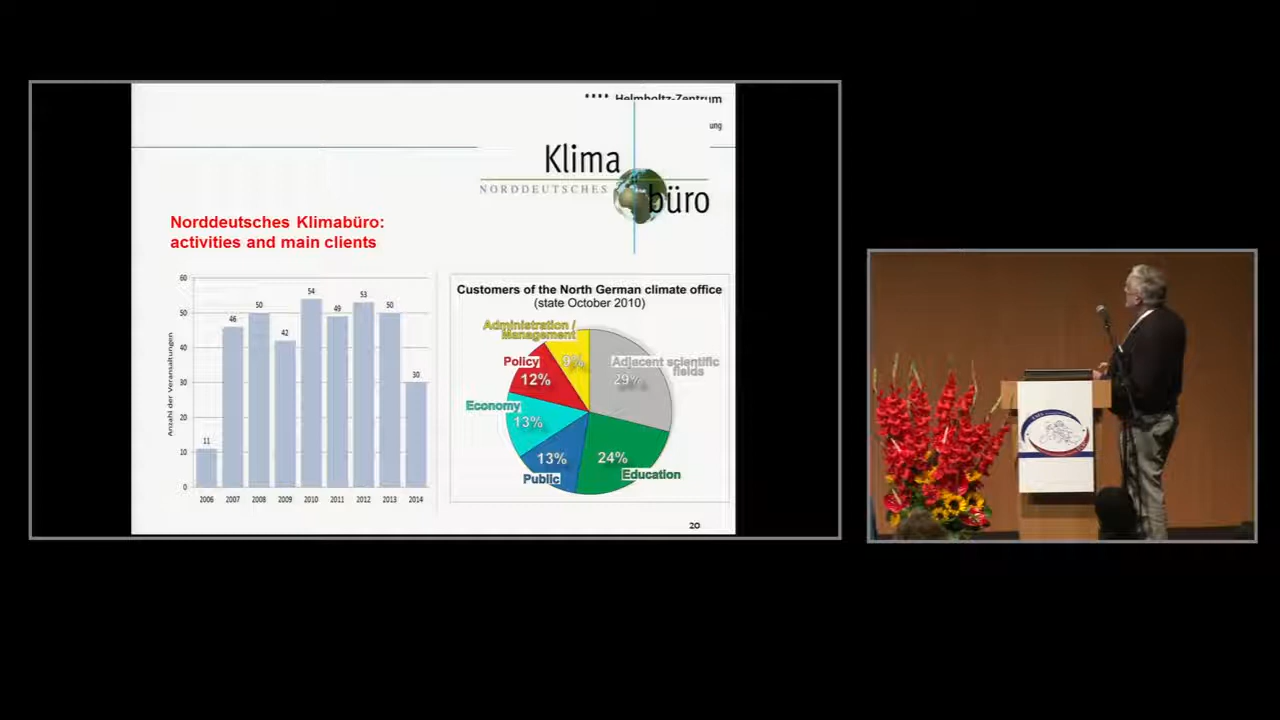 Helmholtz-Zentrum
ung
Klima
NORDDEUTSCHES
büro
Norddeutsches Klimabüro:
activities and main clients
60
50
40
30
20
10
0
Anzahl der Veranstaltungen
11
46
50
42
54
49
53
50
30
2006 2007 2008 2009 2010 2011 2012 2013 2014
Customers of the North German climate office
(state October 2010)
Administration /
Management
9%
Adjacent scientific
fields
29%
Policy
12%
Economy
13%
13%
Public
24%
Education
20